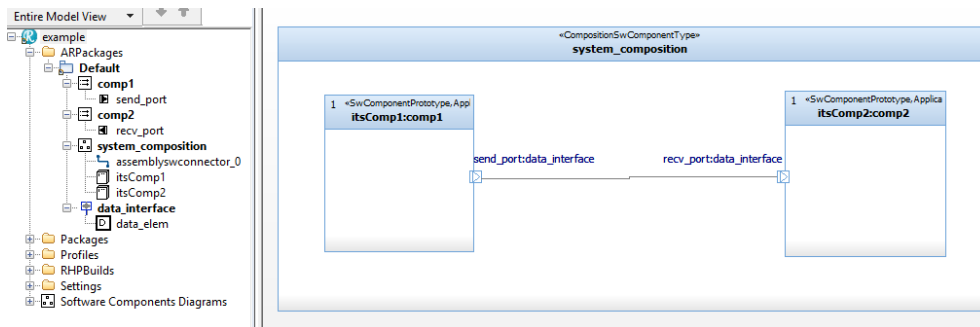 Entire Model View
example
ARPackages
Default
comp1
send_port
comp2
recv_port
system_composition
assemblyswconnector_0
itsComp1
itsComp2
data_interface
D data_elem
Packages
Profiles
RHPBuilds
Settings
Software Components Diagrams
«CompositionSwComponentType»
system_composition
1 «SwComponentPrototype, Appl
itsComp1:comp1
1 «SwComponentPrototype, Applica
itsComp2:comp2
send_port:data_interface
recv_port:data_interface